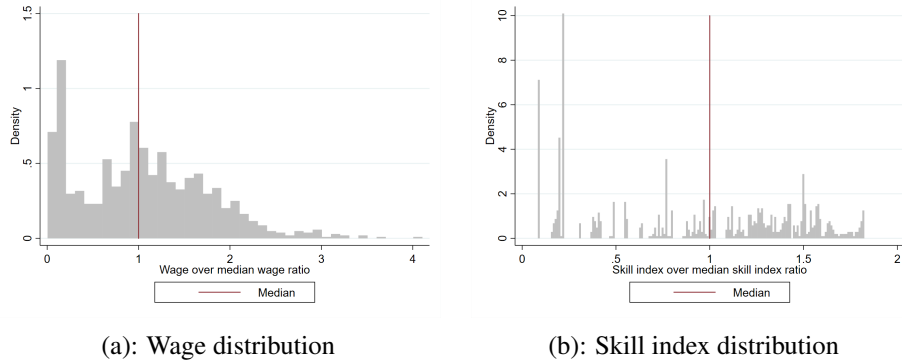 1.5
1
.5
0
Density
0 1 2 3 4
Wage over median wage ratio
Median
(a): Wage distribution
10
8
6
4
2
0
Density
0 .5 1 1.5 2
Skill index over median skill index ratio
Median
(b): Skill index distribution